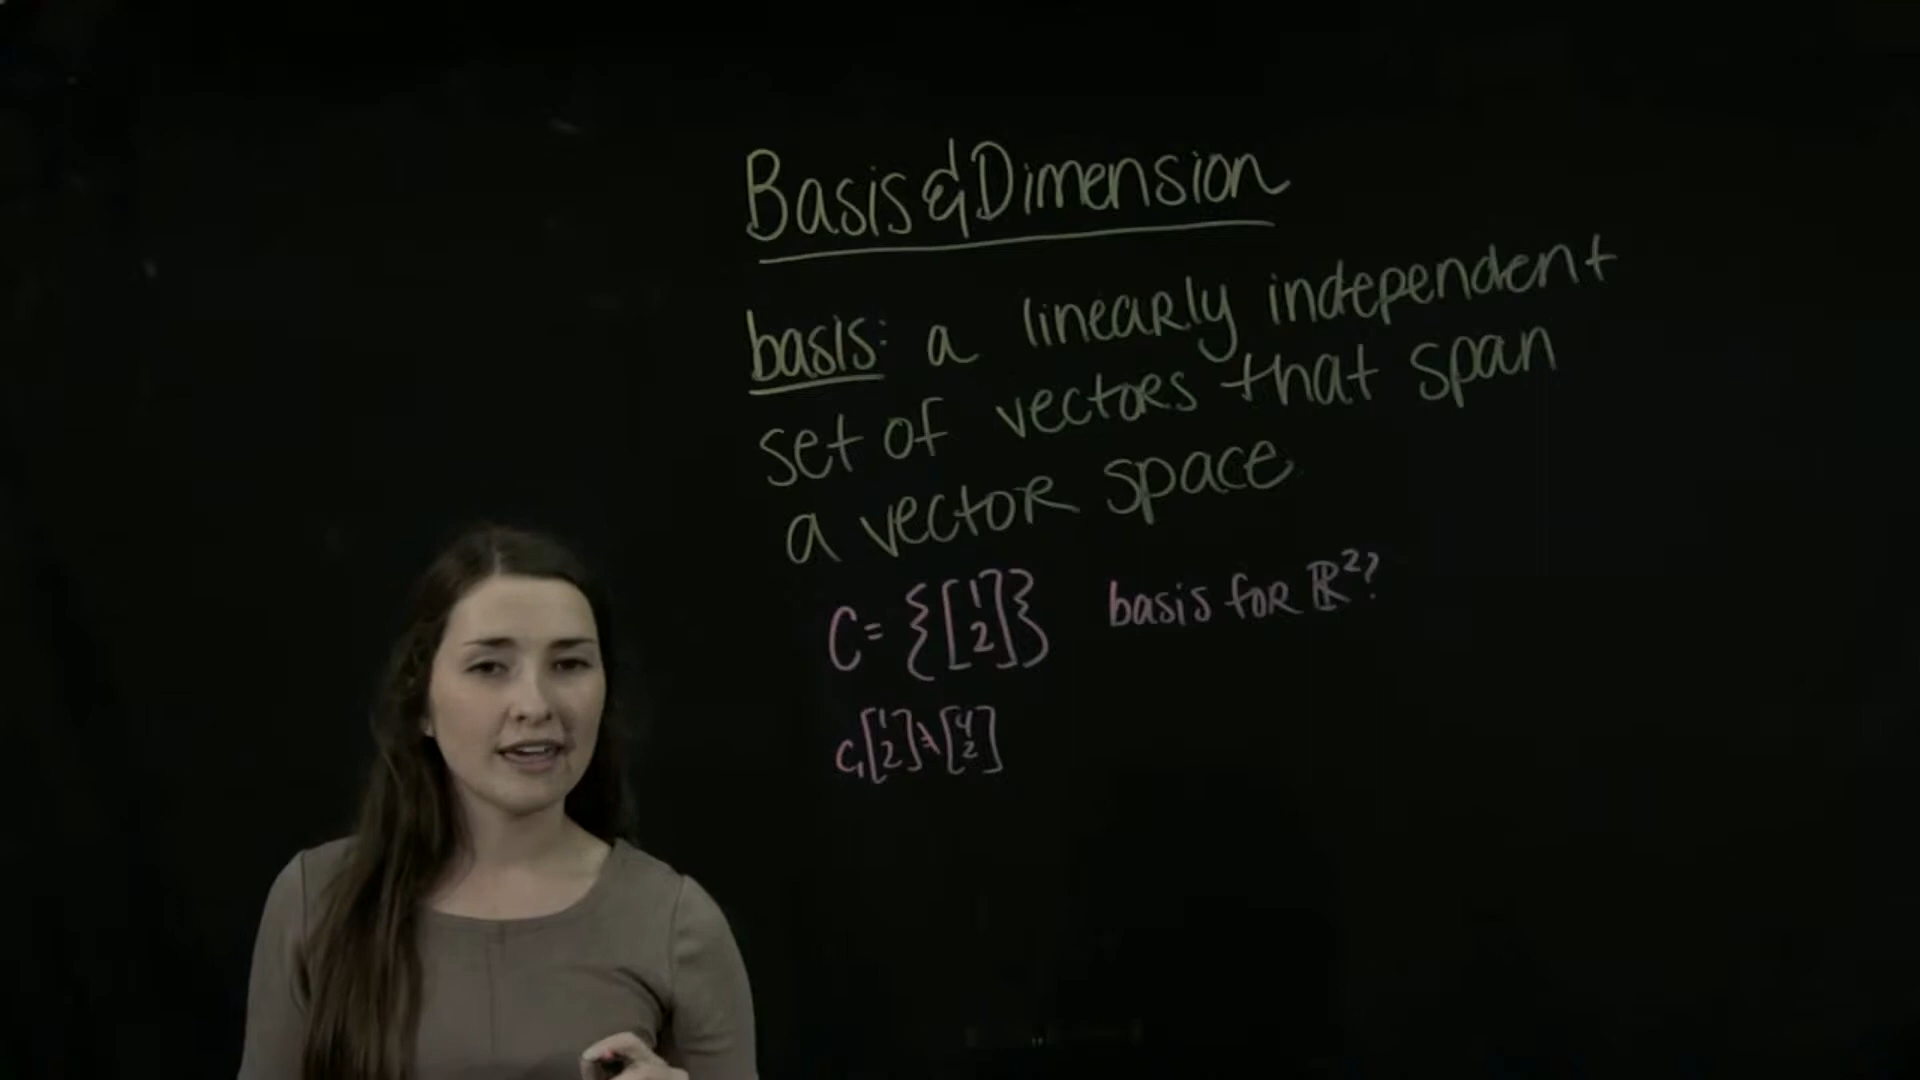 Basis & Dimension
basis: a linearly independent
set of vectors that span
a vector space
C = {[1 2]} basis for ℝ²?
c₁[1 2] ≠ [4 2]